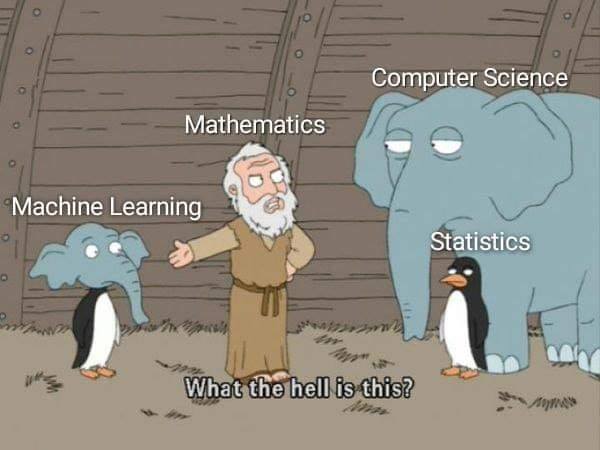 Computer Science
Mathematics
Machine Learning
Statistics
What the hell is this?